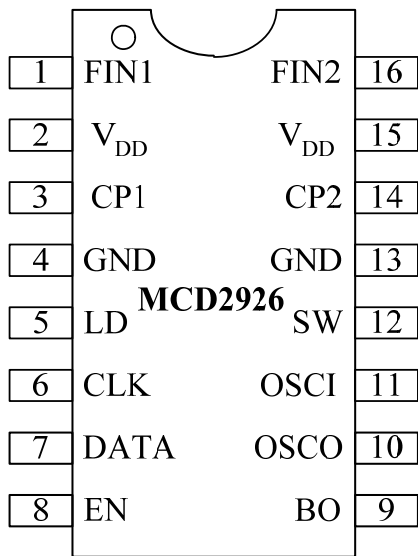 1 FIN1 FIN2 16
2 VDD VDD 15
3 CP1 CP2 14
4 GND GND 13
MCD2926
5 LD SW 12
6 CLK OSCI 11
7 DATA OSCO 10
8 EN BO 9